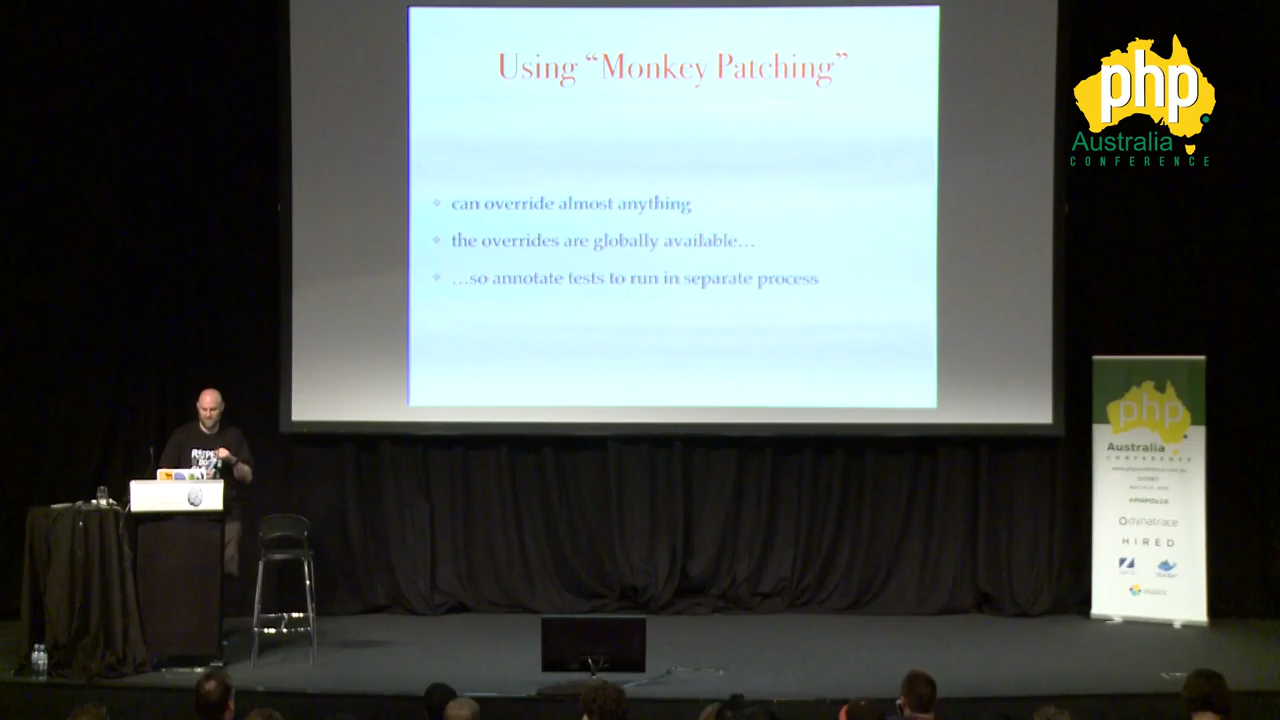 Using “Monkey Patching”
can override almost anything
the overrides are globally available…
…so annotate tests to run in separate process
php
Australia
CONFERENCE
php
Australia
CONFERENCE
dynatrace
HIRED